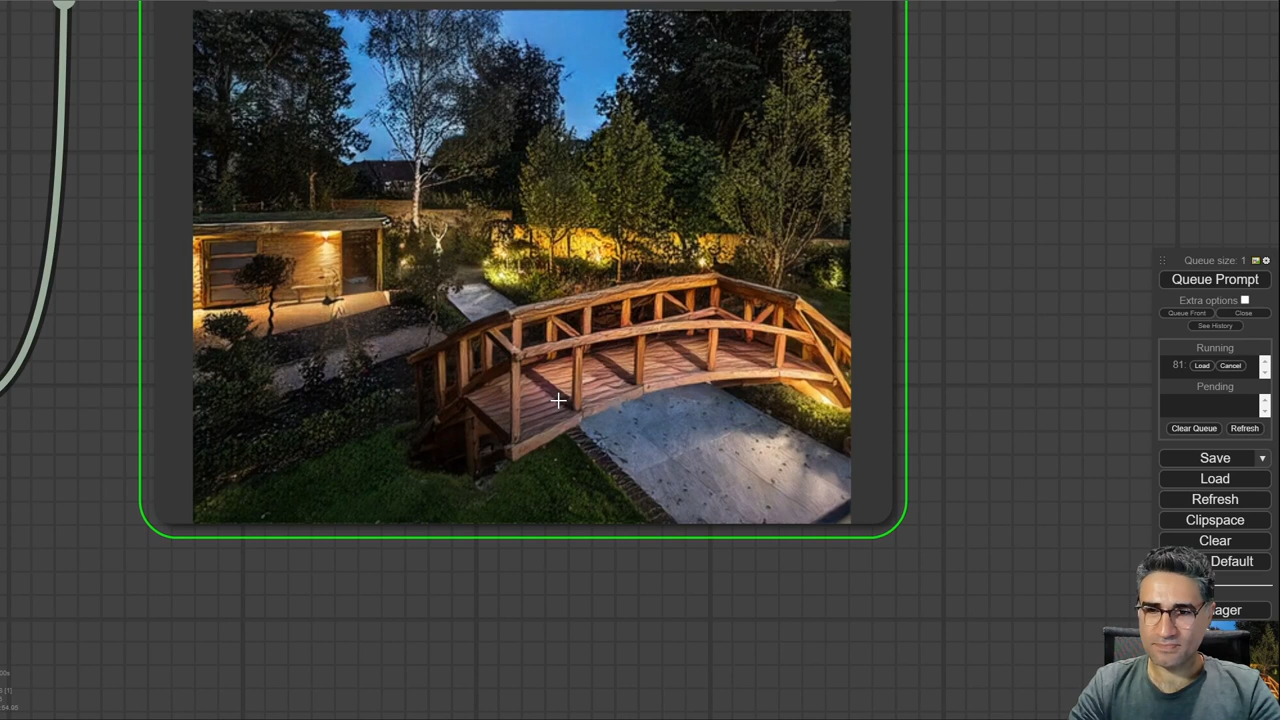 Queue size: 1
Queue Prompt
Extra options
Queue Front
Close
See History
Running
81:
Load
Cancel
Pending
Clear Queue
Refresh
Save
▼
Load
Refresh
Clipspace
Clear
Default
ager